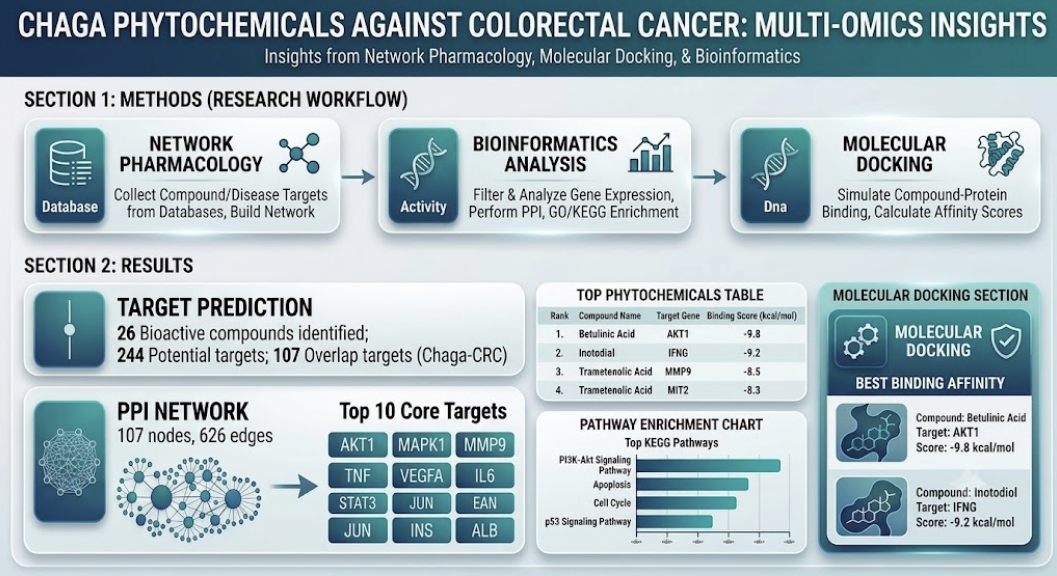 CHAGA PHYTOCHEMICALS AGAINST COLORECTAL CANCER: MULTI-OMICS INSIGHTS
Insights from Network Pharmacology, Molecular Docking, & Bioinformatics
SECTION 1: METHODS (RESEARCH WORKFLOW)
Database
NETWORK
PHARMACOLOGY
Collect Compound/Disease Targets
from Databases, Build Network
Activity
BIOINFORMATICS
ANALYSIS
Filter & Analyze Gene Expression,
Perform PPI, GO/KEGG Enrichment
Dna
MOLECULAR
DOCKING
Simulate Compound-Protein
Binding, Calculate Affinity Scores
SECTION 2: RESULTS
TARGET PREDICTION
26 Bioactive compounds identified;
244 Potential targets; 107 Overlap targets (Chaga-CRC)
PPI NETWORK
107 nodes, 626 edges
Top 10 Core Targets
AKT1 MAPK1 MMP9
TNF VEGFA IL6
STAT3 JUN EAN
JUN INS ALB
TOP PHYTOCHEMICALS TABLE
Rank Compound Name Target Gene Binding Score (kcal/mol)
1. Betulinic Acid AKT1 -9.8
2. Inotodial IFNG -9.2
3. Trametenolic Acid MMP9 -8.5
4. Trametenolic Acid MIT2 -8.3
PATHWAY ENRICHMENT CHART
Top KEGG Pathways
PI3K-Akt Signaling
Pathway
Apoplosis
Cell Cycle
p53 Signaling Pathway
MOLECULAR DOCKING SECTION
MOLECULAR
DOCKING
BEST BINDING AFFINITY
Compound: Betulinic Acid
Target: AKT1
Score: -9.8 kcal/mol
Compound: Inotodiol
Target: IFNG
Score: -9.2 kcal/mol